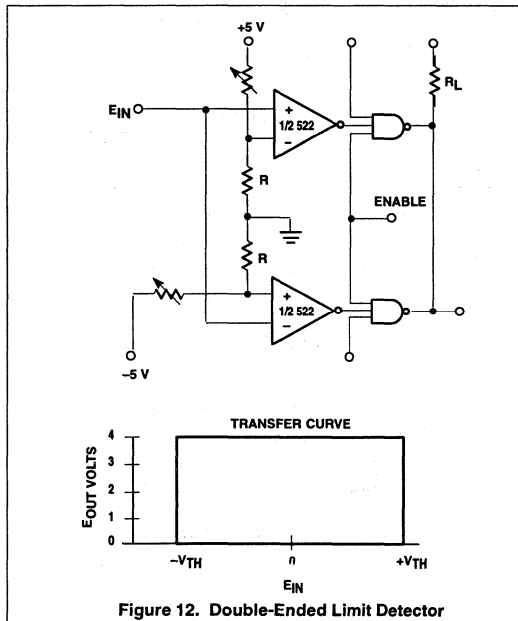 +5 V
RL
EIN
+
1/2 522
–
R
ENABLE
R
+
1/2 522
–
–5 V
TRANSFER CURVE
EOUT VOLTS
4
3
2
1
0
–VTH
0
+VTH
EIN
Figure 12. Double-Ended Limit Detector